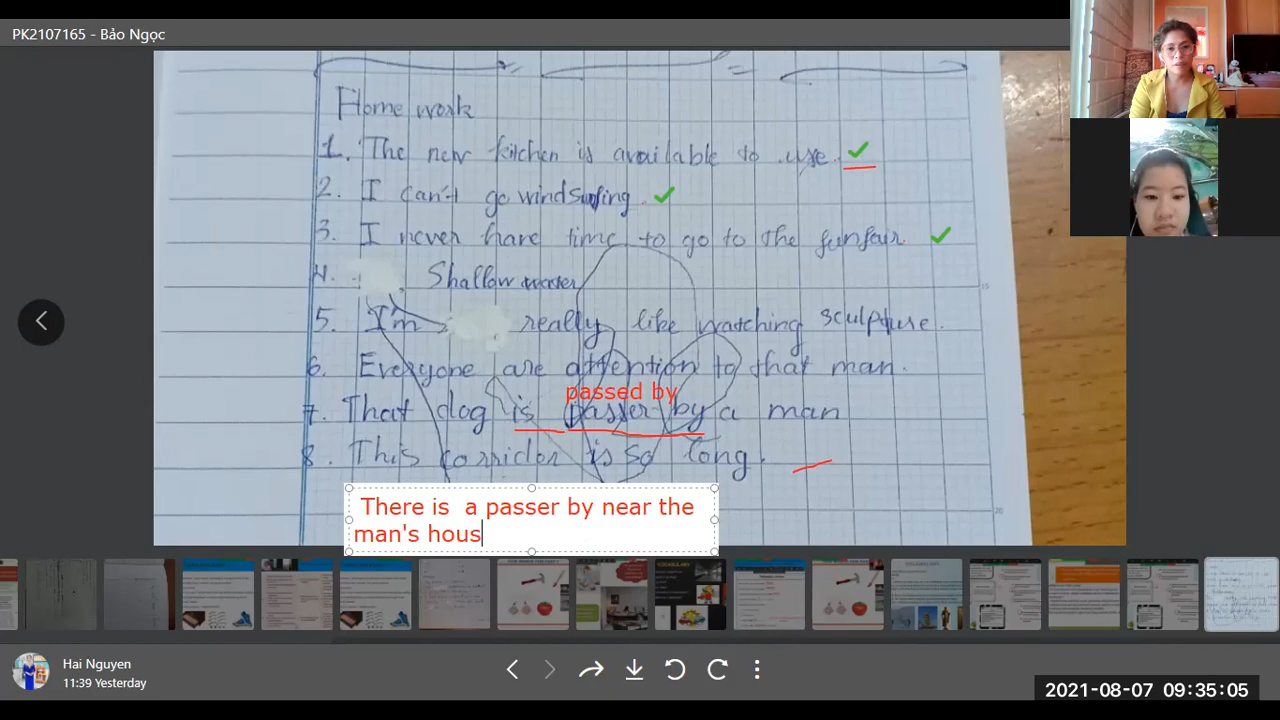 PK2107165 - Bảo Ngọc
Home work
1. The new kitchen is available to use.
2. I can't go windsurfing.
3. I never have time to go to the funfair.
4. Shallow water
5. I'm really like watching sculpture.
6. Everyone are attention to that man.
passed by
7. That dog is passer by a man
8. This corridor is so long.
There is a passer by near the
man's hous
Hai Nguyen
11:39 Yesterday
2021-08-07 09:35:05